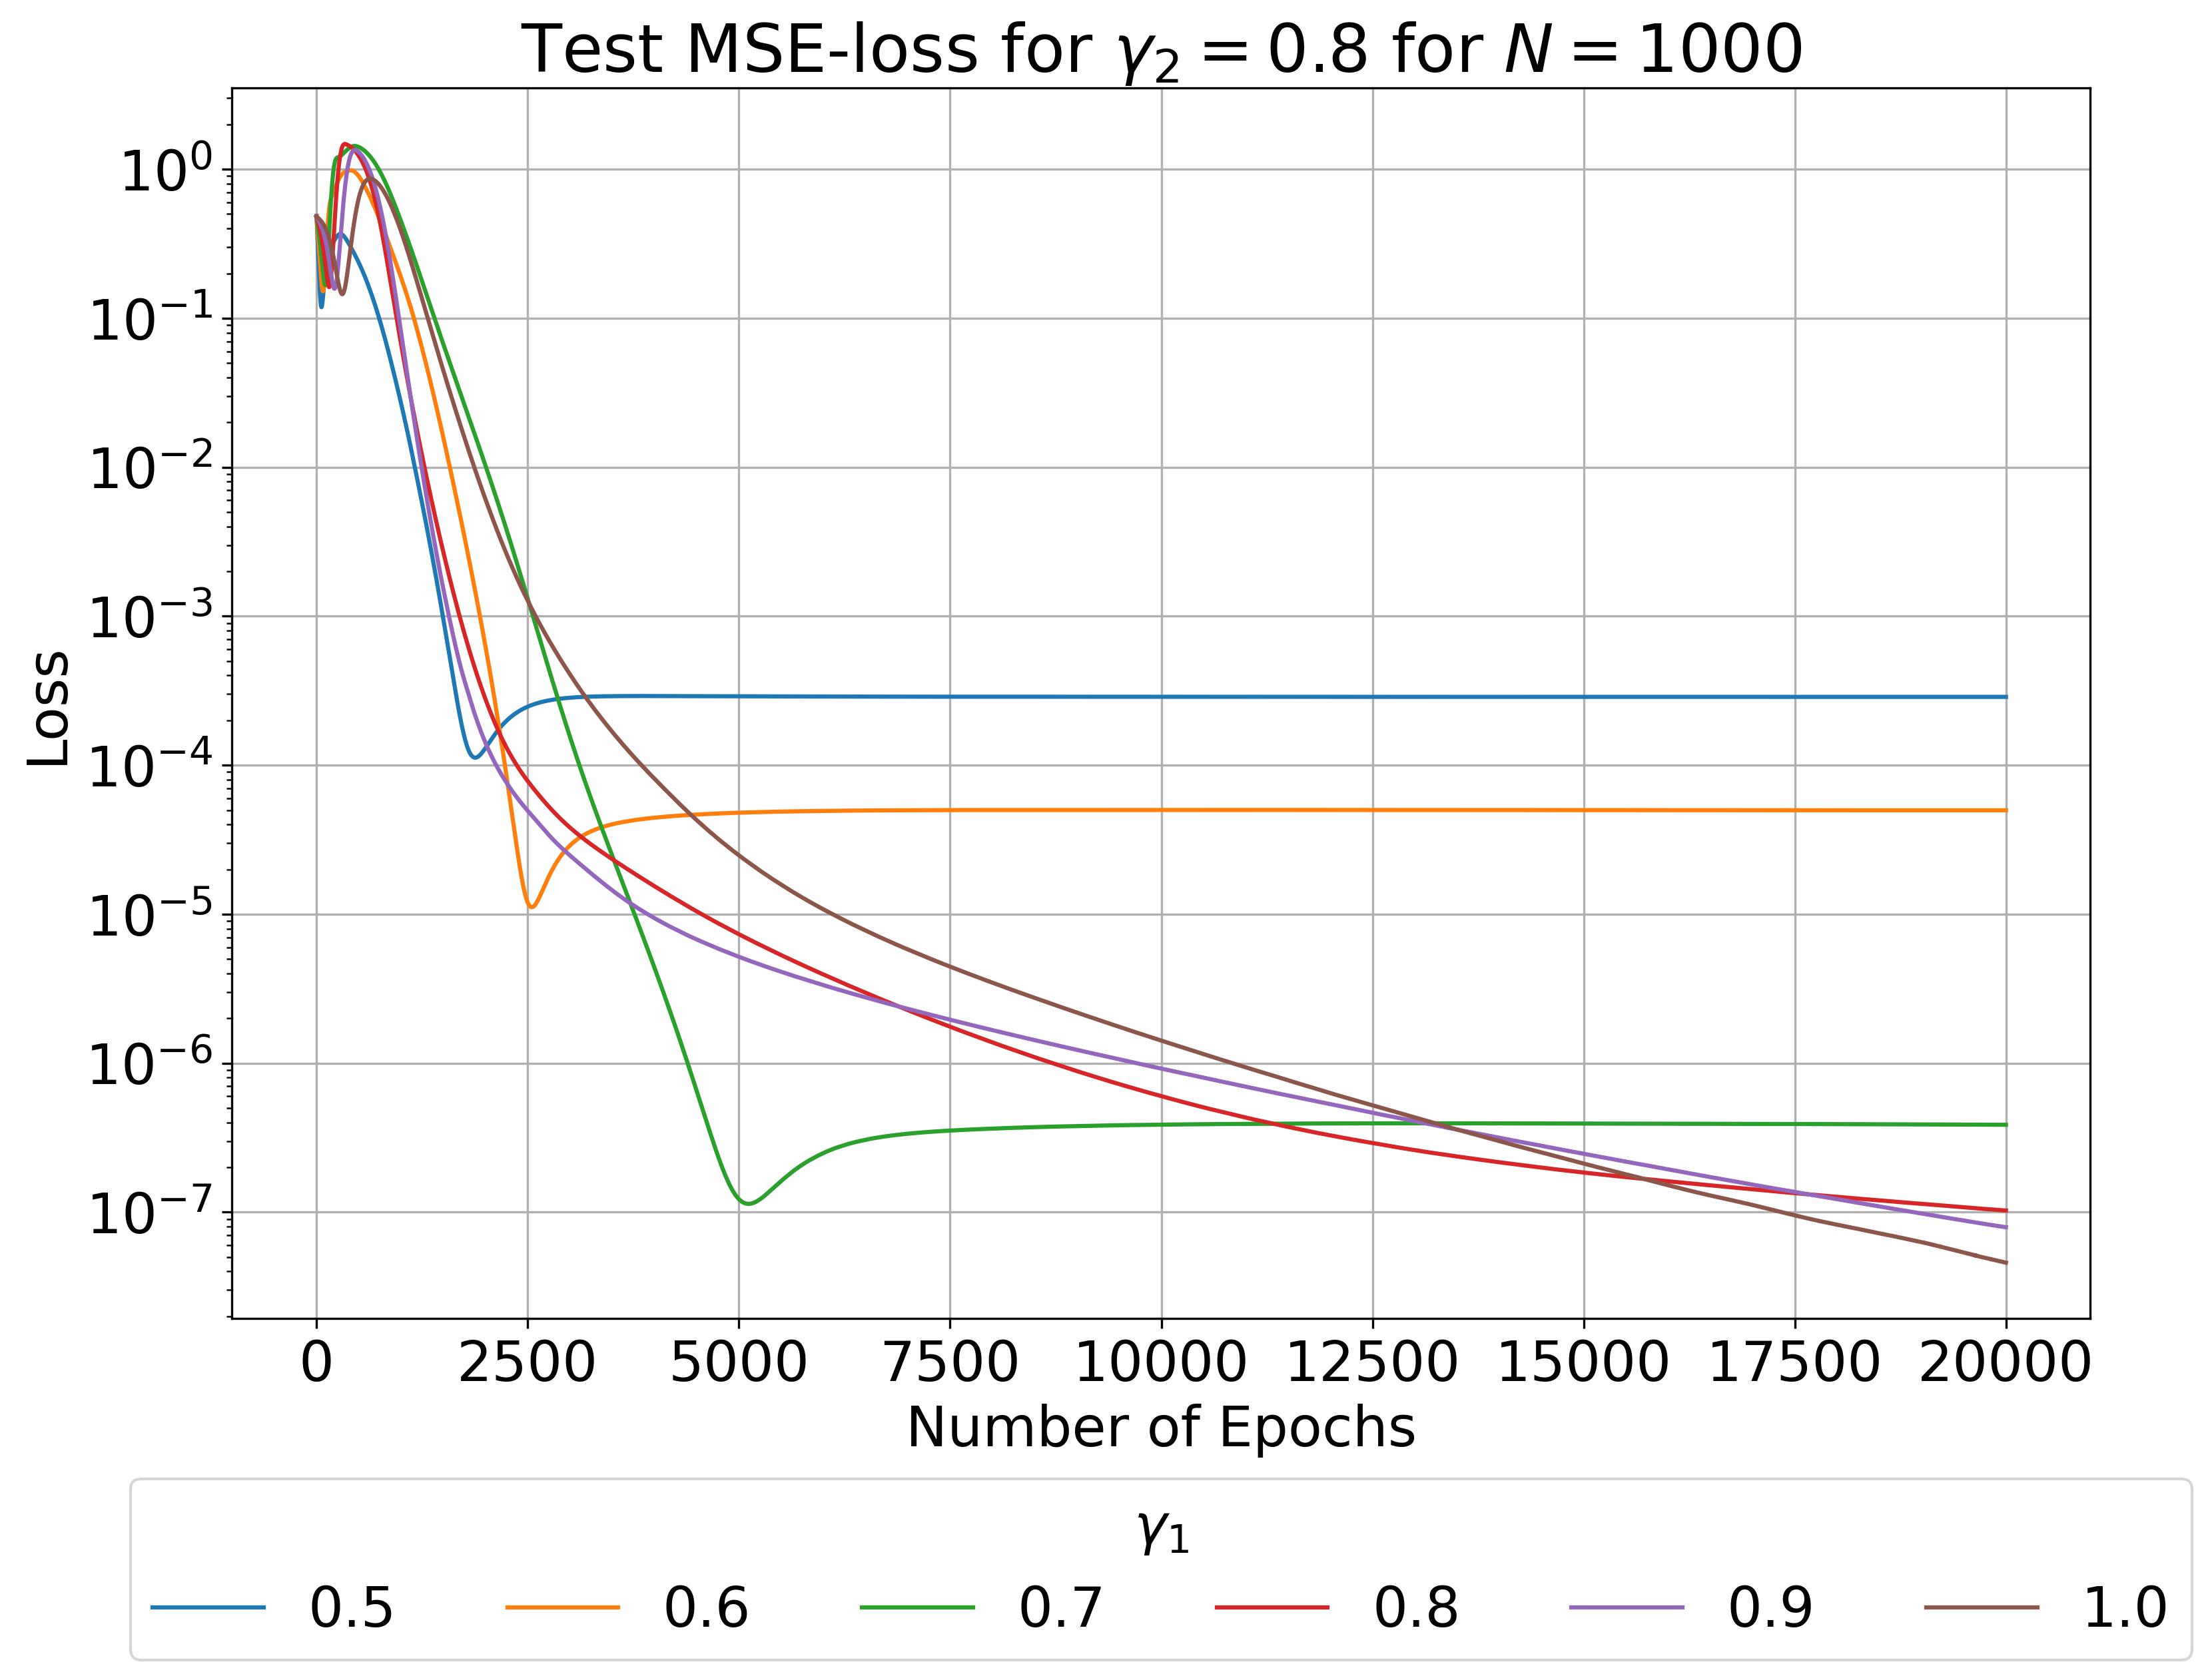 Test MSE-loss for γ₂ = 0.8 for N = 1000
Loss
10⁰
10⁻¹
10⁻²
10⁻³
10⁻⁴
10⁻⁵
10⁻⁶
10⁻⁷
0 2500 5000 7500 10000 12500 15000 17500 20000
Number of Epochs
γ₁
0.5 0.6 0.7 0.8 0.9 1.0